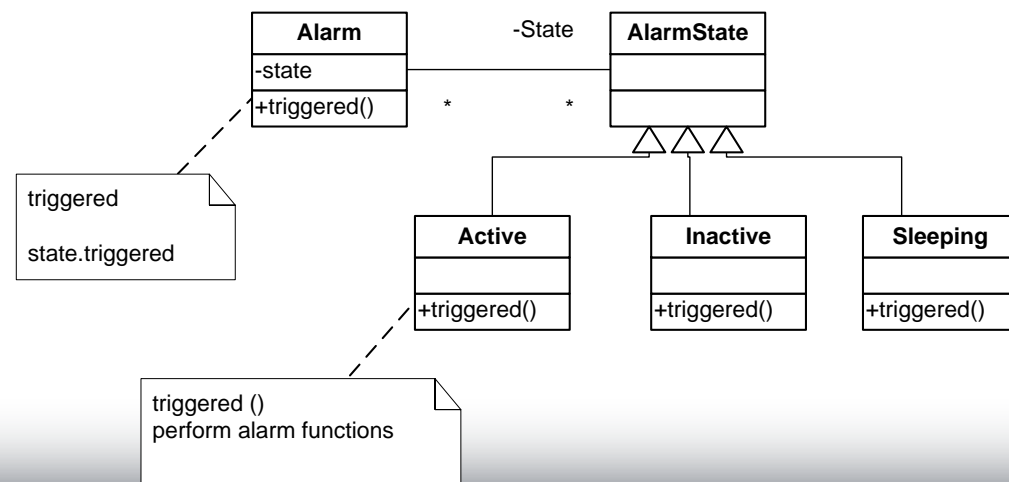 Alarm
-State
AlarmState
-state
+triggered()
*
*
triggered
state.triggered
Active
Inactive
Sleeping
+triggered()
+triggered()
+triggered()
triggered ()
perform alarm functions